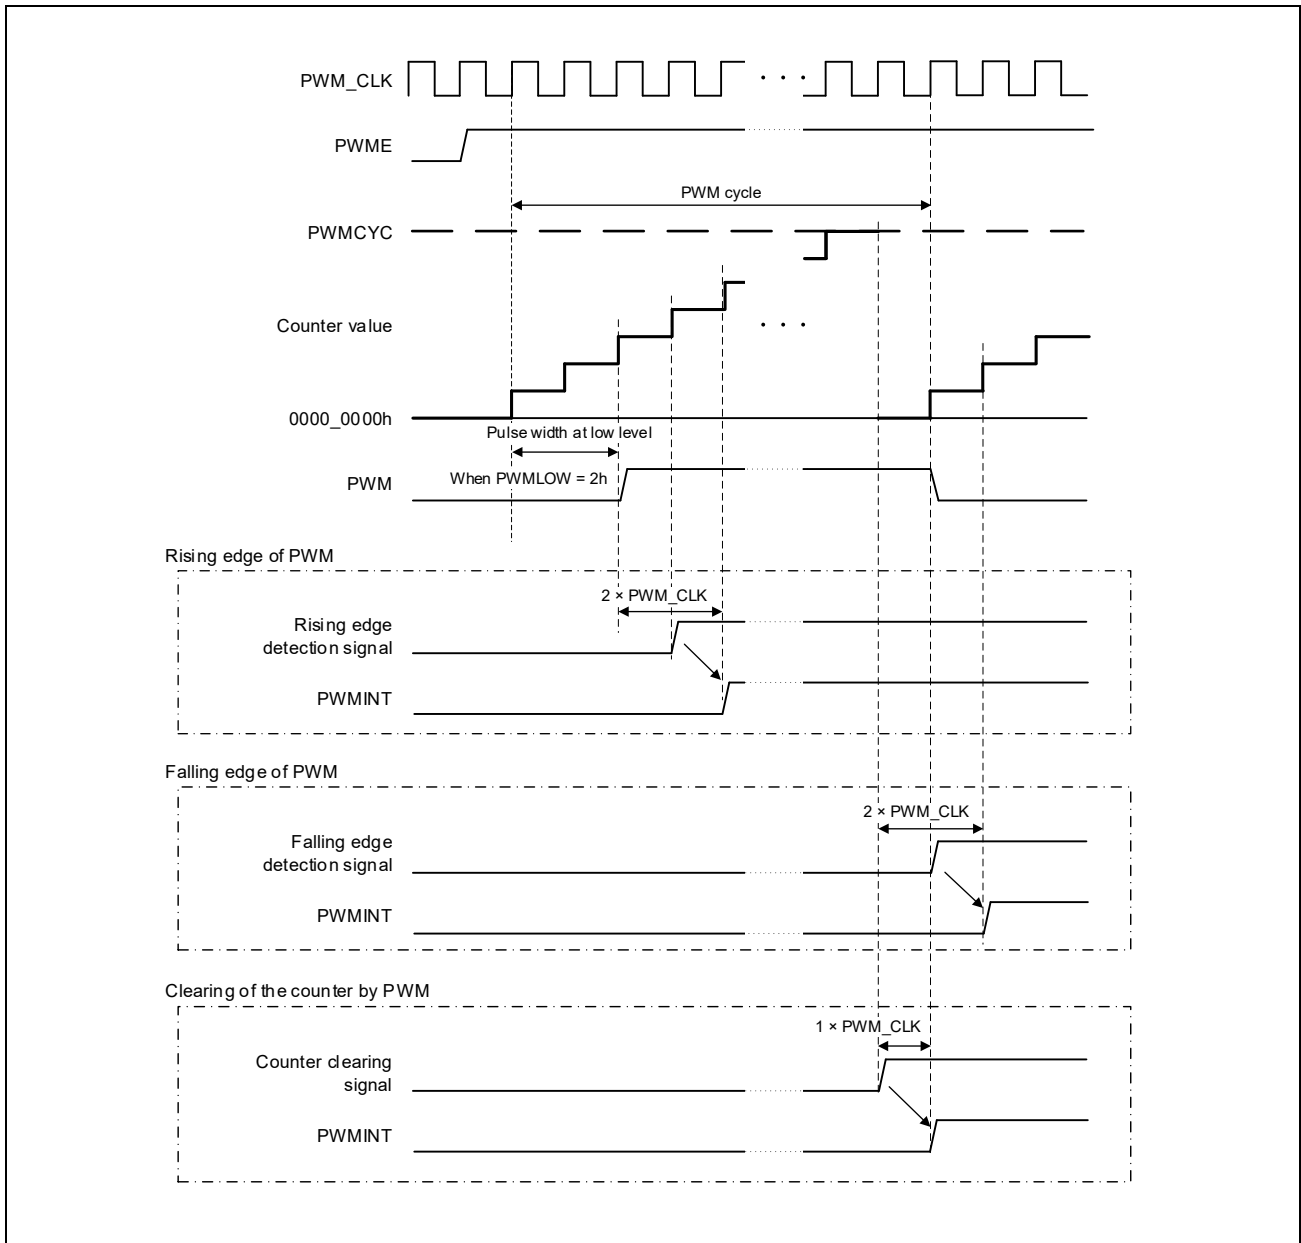 PWM_CLK
PWME
PWM cycle
PWMCYC
Counter value
0000_0000h
Pulse width at low level
When PWMLOW = 2h
PWM
Rising edge of PWM
2 × PWM_CLK
Rising edge
detection signal
PWMINT
Falling edge of PWM
2 × PWM_CLK
Falling edge
detection signal
PWMINT
Clearing of the counter by PWM
1 × PWM_CLK
Counter clearing
signal
PWMINT